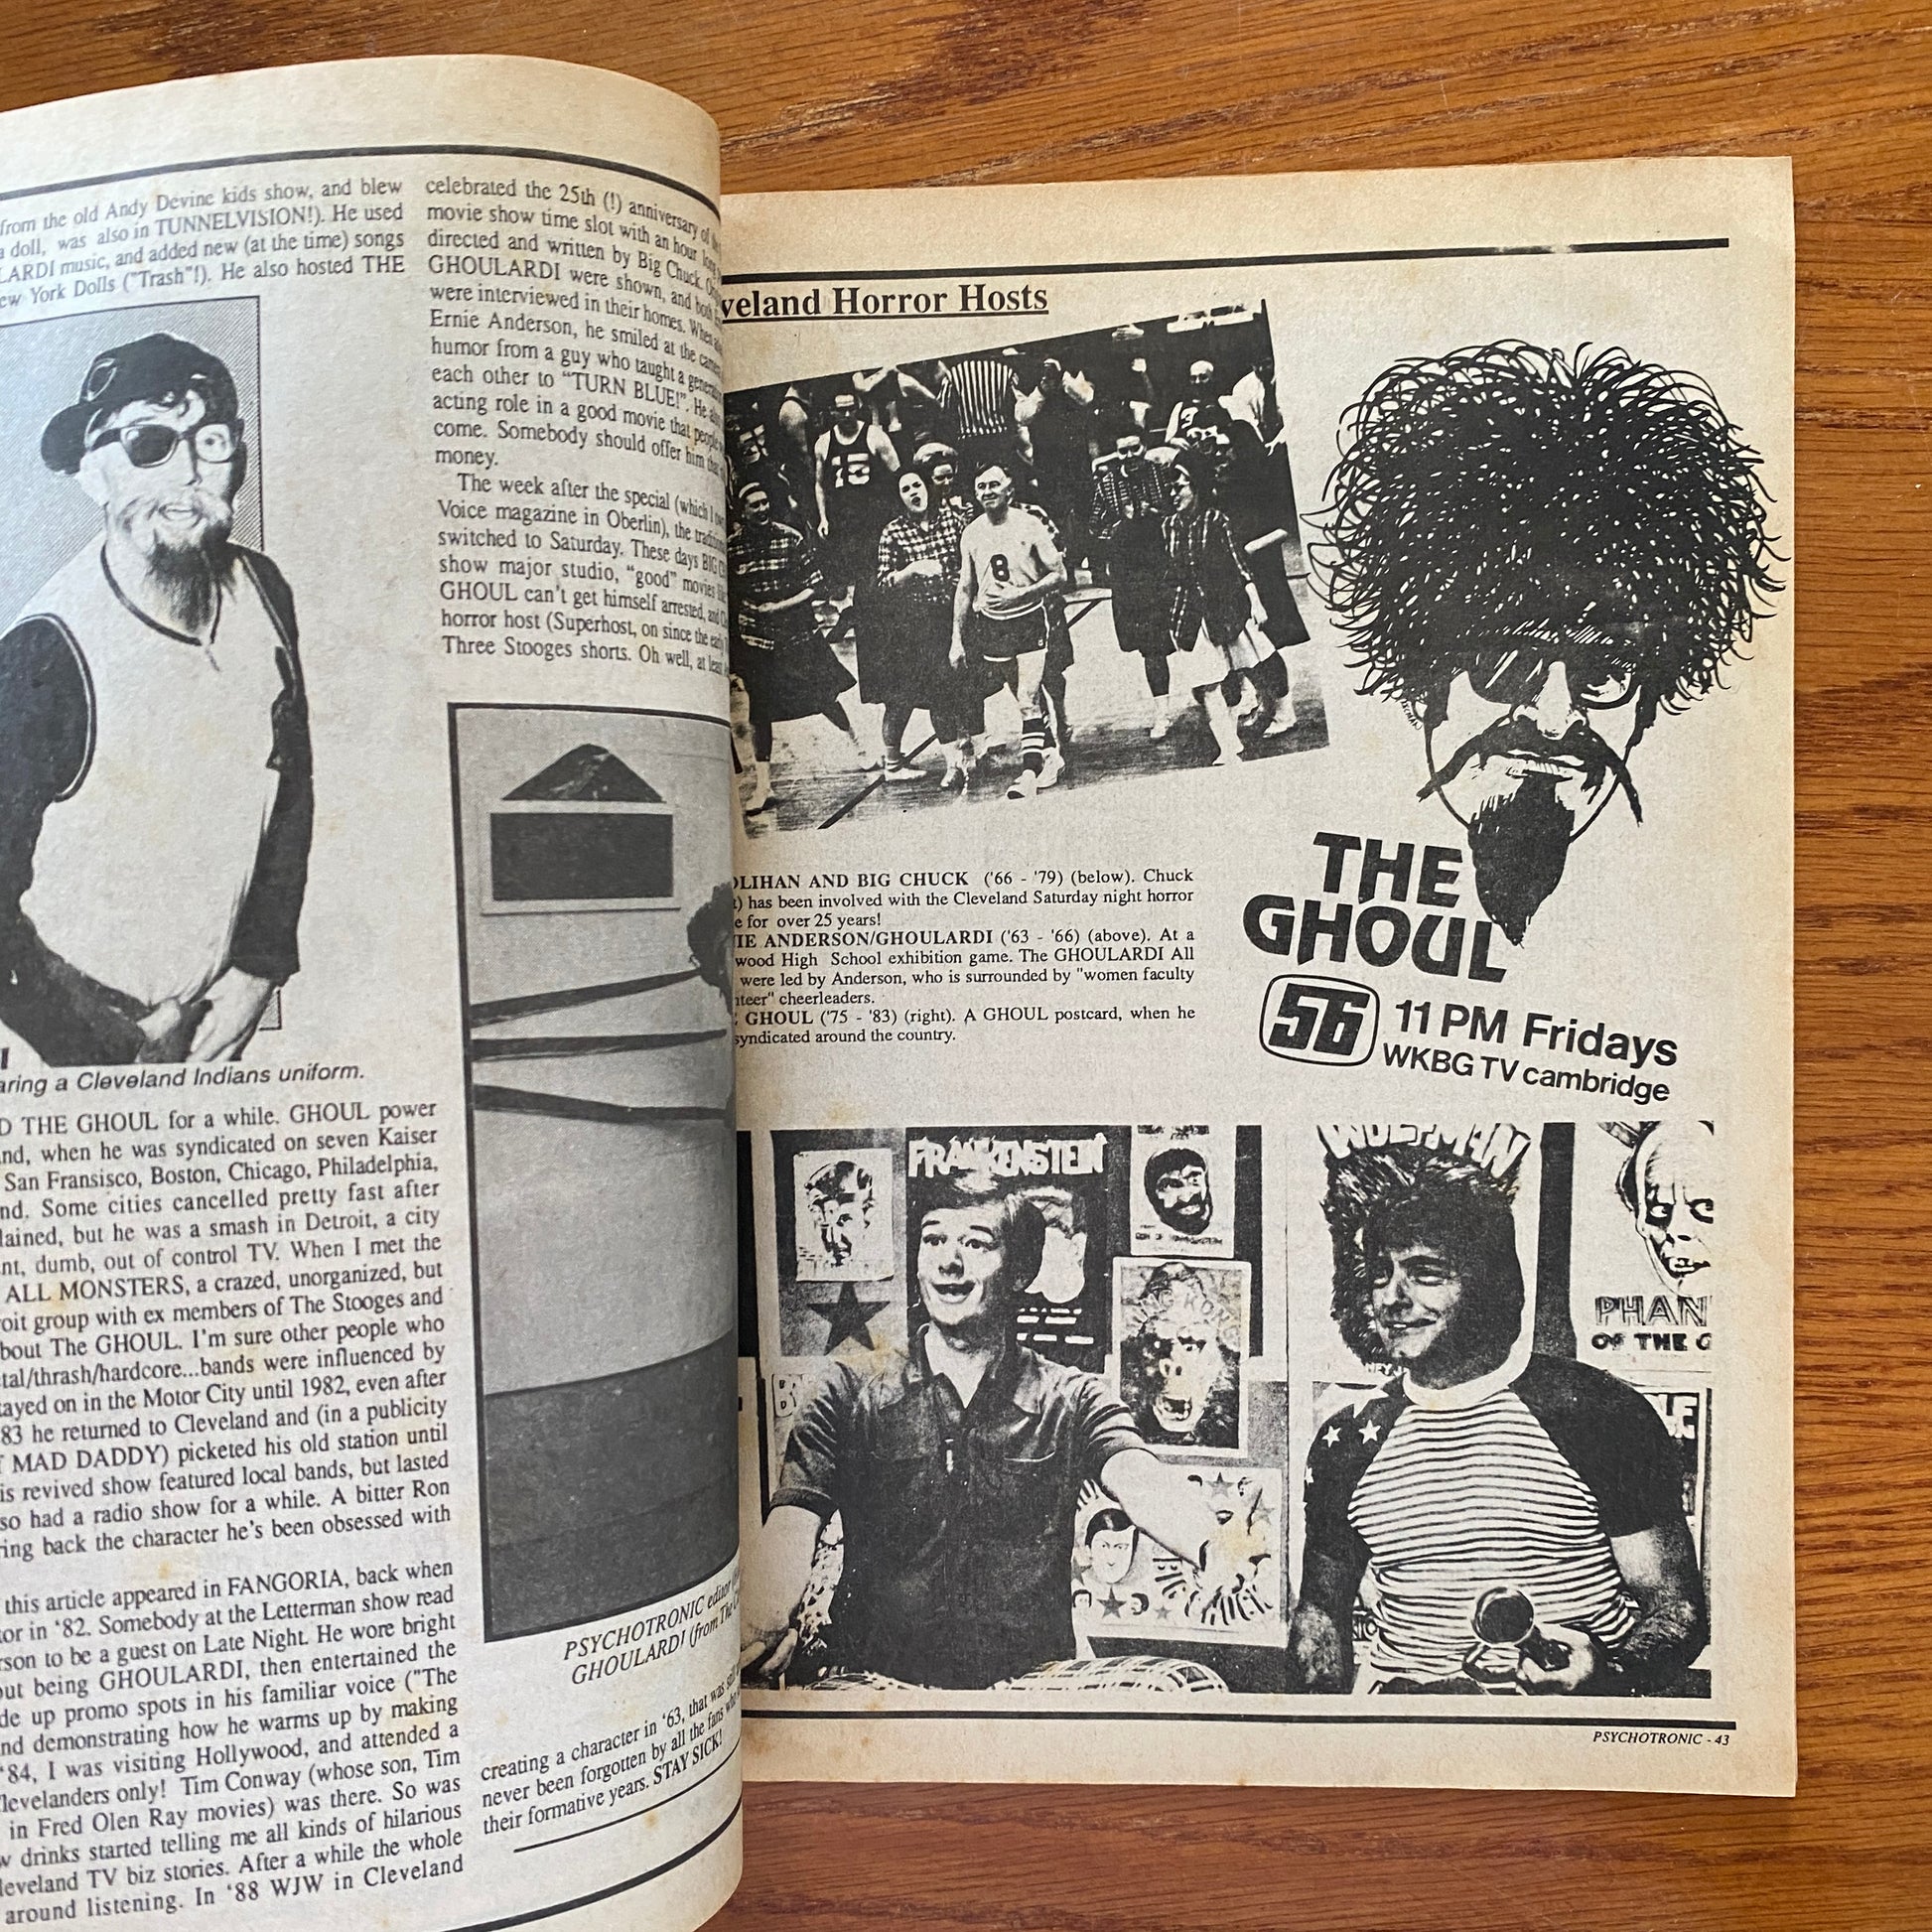 from the old Andy Devine kids show, and blew
a doll, was also in TUNNELVISION!). He used
LARDI music, and added new (at the time) songs
ew York Dolls ("Trash"!). He also hosted THE
aring a Cleveland Indians uniform.
D THE GHOUL for a while. GHOUL power
nd, when he was syndicated on seven Kaiser
San Fransisco, Boston, Chicago, Philadelphia,
nd. Some cities cancelled pretty fast after
lained, but he was a smash in Detroit, a city
nt, dumb, out of control TV. When I met the
ALL MONSTERS, a crazed, unorganized, but
roit group with ex members of The Stooges and
bout The GHOUL. I'm sure other people who
tal/thrash/hardcore...bands were influenced by
tayed on in the Motor City until 1982, even after
83 he returned to Cleveland and (in a publicity
T MAD DADDY) picketed his old station until
is revived show featured local bands, but lasted
so had a radio show for a while. A bitter Ron
ring back the character he's been obsessed with
this article appeared in FANGORIA, back when
tor in '82. Somebody at the Letterman show read
rson to be a guest on Late Night. He wore bright
out being GHOULARDI, then entertained the
de up promo spots in his familiar voice ("The
nd demonstrating how he warms up by making
'84, I was visiting Hollywood, and attended a
Clevelanders only! Tim Conway (whose son, Tim
in Fred Olen Ray movies) was there. So was
w drinks started telling me all kinds of hilarious
leveland TV biz stories. After a while the whole
around listening. In '88 WJW in Cleveland
celebrated the 25th (!) anniversary of
movie show time slot with an hour long
directed and written by Big Chuck.
GHOULARDI were shown, and both
were interviewed in their homes. When
Ernie Anderson, he smiled at the camera
humor from a guy who taught a generation
each other to "TURN BLUE!". He
acting role in a good movie that people
come. Somebody should offer him
money.
The week after the special (which I
Voice magazine in Oberlin), the
switched to Saturday. These days BIG
show major studio, "good" movies
GHOUL can't get himself arrested, and
horror host (Superhost, on since the early
Three Stooges shorts. Oh well, at least
PSYCHOTRONIC editor
GHOULARDI (from The
creating a character in '63, that was
never been forgotten by all the fans who
their formative years. STAY SICK!
veland Horror Hosts
13
8
OLIHAN AND BIG CHUCK ('66 - '79) (below). Chuck
t) has been involved with the Cleveland Saturday night horror
e for over 25 years!
IE ANDERSON/GHOULARDI ('63 - '66) (above). At a
wood High School exhibition game. The GHOULARDI All
were led by Anderson, who is surrounded by "women faculty
nteer" cheerleaders.
GHOUL ('75 - '83) (right). A GHOUL postcard, when he
syndicated around the country.
THE
GHOUL
56
11 PM Fridays
WKBG TV cambridge
FRANKENSTEIN
KING KONG
WOLFMAN
PHAN
OF THE
PSYCHOTRONIC - 43